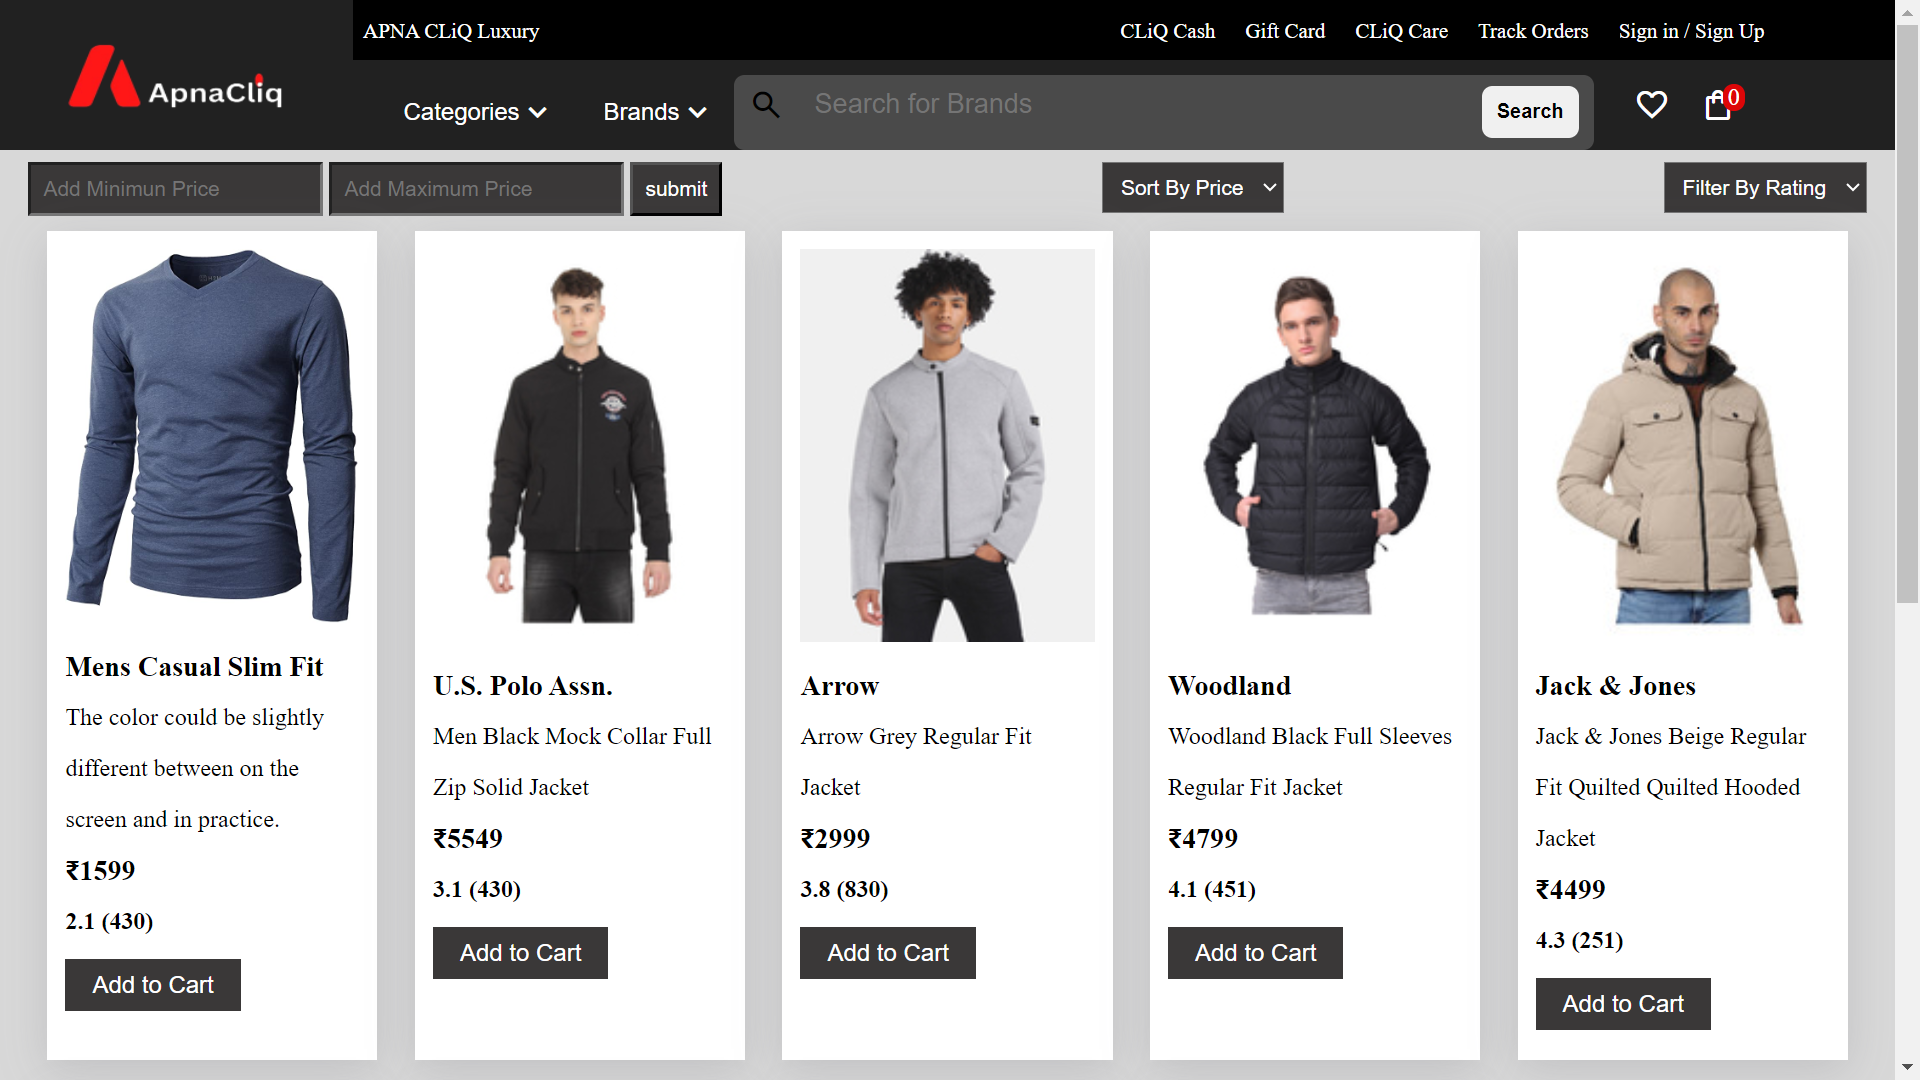 APNA CLiQ Luxury
CLiQ Cash
Gift Card
CLiQ Care
Track Orders
Sign in / Sign Up
ApnaCliq
Categories
Brands
Search for Brands
Search
0
Add Minimun Price
Add Maximum Price
submit
Sort By Price
Filter By Rating
Mens Casual Slim Fit
The color could be slightly
different between on the
screen and in practice.
₹1599
2.1 (430)
Add to Cart
U.S. Polo Assn.
Men Black Mock Collar Full
Zip Solid Jacket
₹5549
3.1 (430)
Add to Cart
Arrow
Arrow Grey Regular Fit
Jacket
₹2999
3.8 (830)
Add to Cart
Woodland
Woodland Black Full Sleeves
Regular Fit Jacket
₹4799
4.1 (451)
Add to Cart
Jack & Jones
Jack & Jones Beige Regular
Fit Quilted Quilted Hooded
Jacket
₹4499
4.3 (251)
Add to Cart